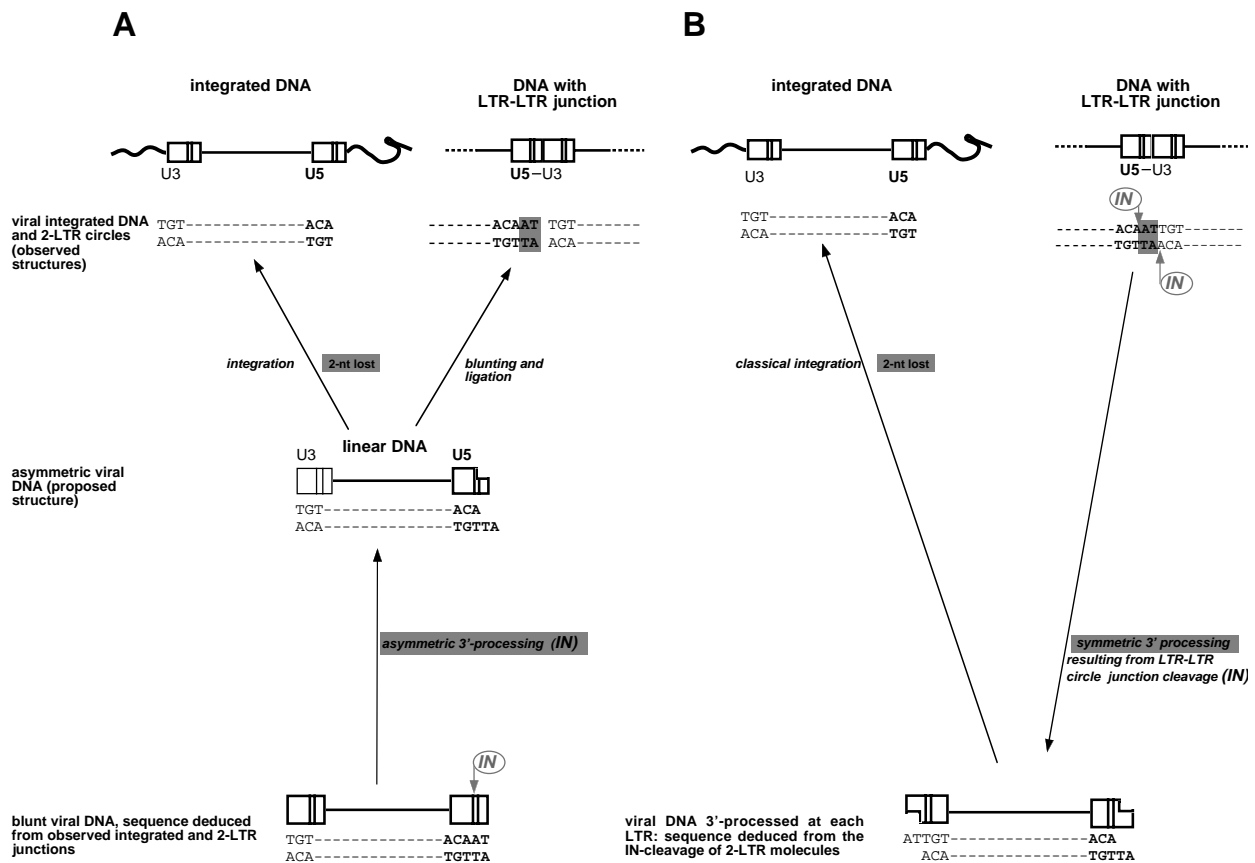 A
integrated DNA
DNA with
LTR-LTR junction
U3
U5
U5–U3
viral integrated DNA
and 2-LTR circles
(observed
structures)
TGT------------------ACA
ACA------------------TGT
------ACAAT TGT------
------TGTTA ACA------
integration
2-nt lost
blunting and
ligation
linear DNA
U3
U5
asymmetric viral
DNA (proposed
structure)
TGT------------------ACA
ACA------------------TGTTA
asymmetric 3'-processing (IN)
IN
blunt viral DNA, sequence deduced
from observed integrated and 2-LTR
junctions
TGT------------------ACAAT
ACA------------------TGTTA
B
integrated DNA
DNA with
LTR-LTR junction
U3
U5
U5–U3
IN
TGT------------------ACA
ACA------------------TGT
------ACAATTGT------
------TGTTAACA------
IN
classical integration
2-nt lost
symmetric 3' processing
resulting from LTR-LTR
circle junction cleavage (IN)
viral DNA 3'-processed at each
LTR: sequence deduced from the
IN-cleavage of 2-LTR molecules
ATTGT------------------ACA
ACA------------------TGTTA